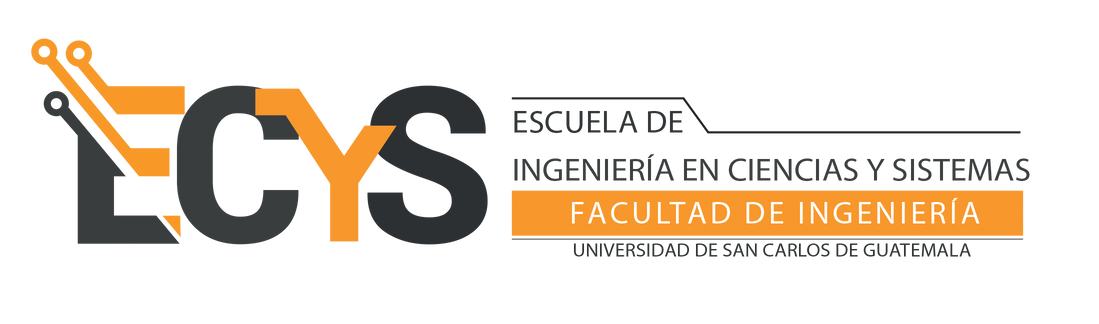 ECYS
ESCUELA DE
INGENIERÍA EN CIENCIAS Y SISTEMAS
FACULTAD DE INGENIERÍA
UNIVERSIDAD DE SAN CARLOS DE GUATEMALA